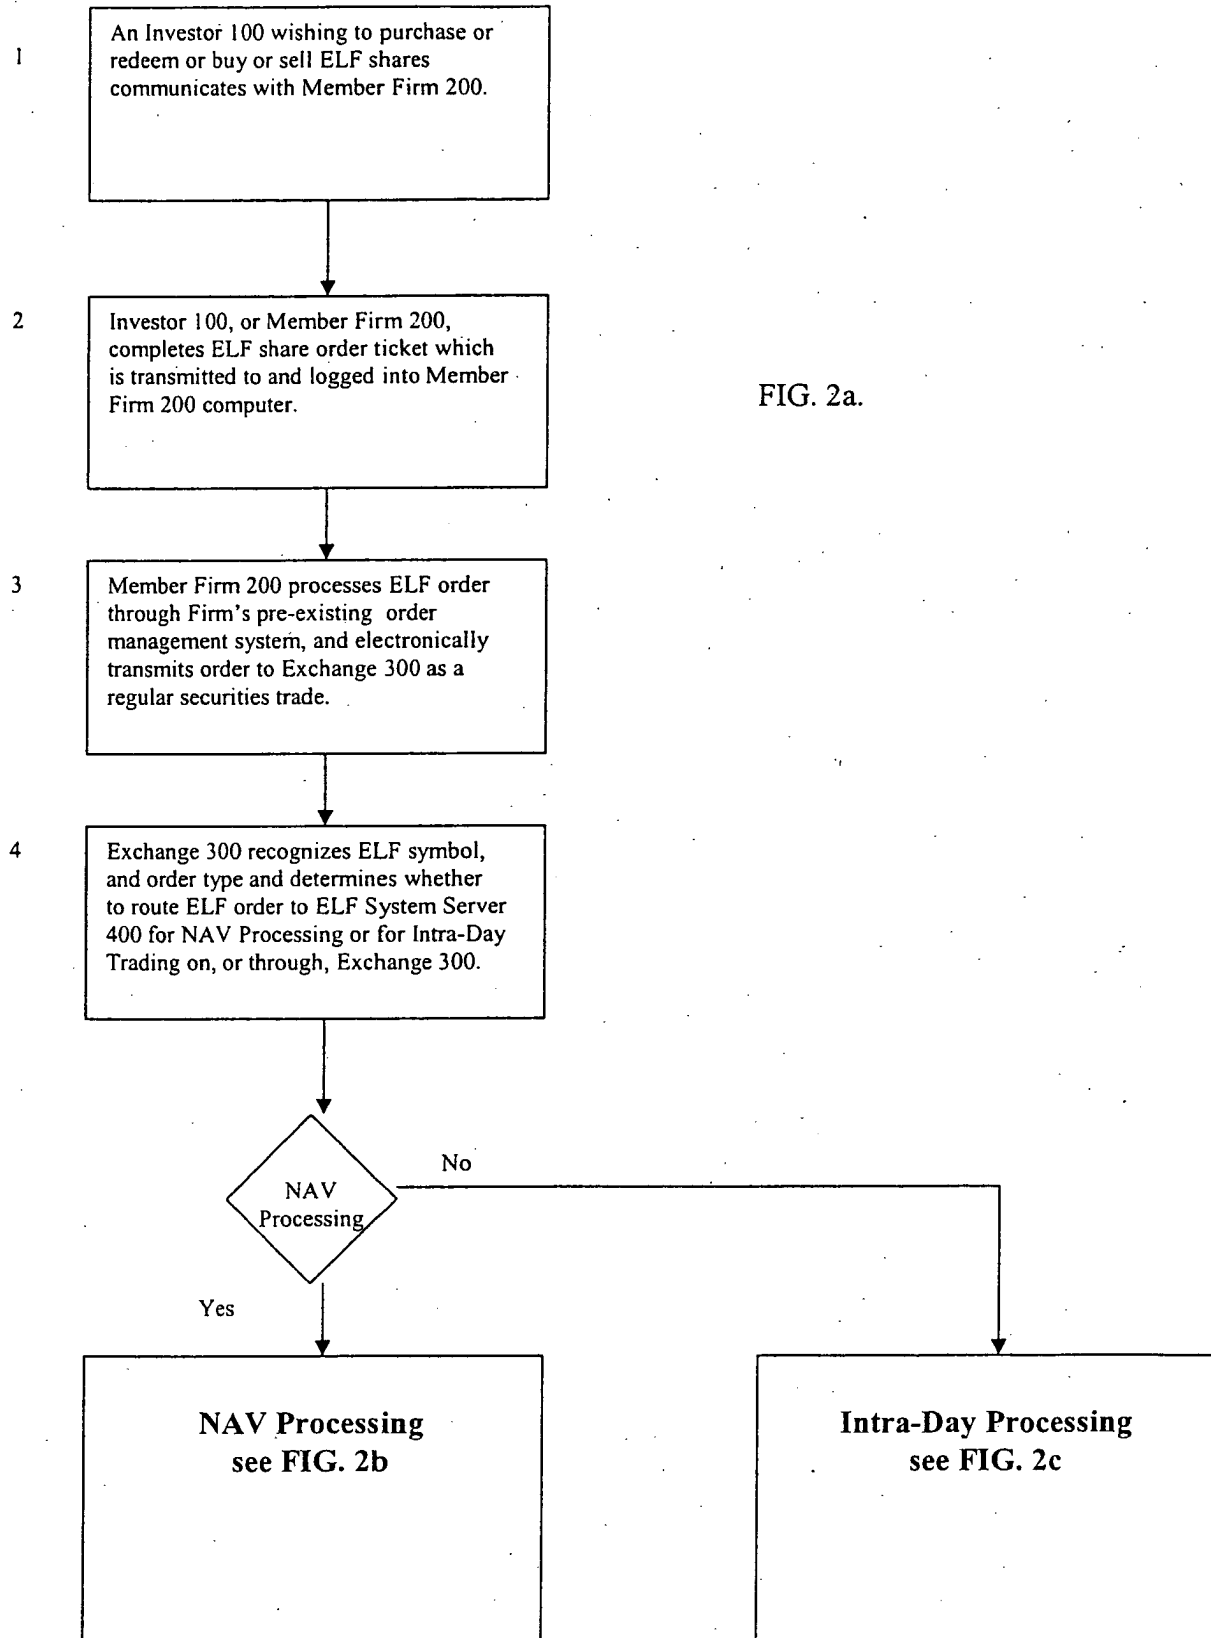 1
An Investor 100 wishing to purchase or
redeem or buy or sell ELF shares
communicates with Member Firm 200.
2
Investor 100, or Member Firm 200,
completes ELF share order ticket which
is transmitted to and logged into Member
Firm 200 computer.
FIG. 2a.
3
Member Firm 200 processes ELF order
through Firm's pre-existing order
management system, and electronically
transmits order to Exchange 300 as a
regular securities trade.
4
Exchange 300 recognizes ELF symbol,
and order type and determines whether
to route ELF order to ELF System Server
400 for NAV Processing or for Intra-Day
Trading on, or through, Exchange 300.
No
NAV
Processing
Yes
NAV Processing
see FIG. 2b
Intra-Day Processing
see FIG. 2c